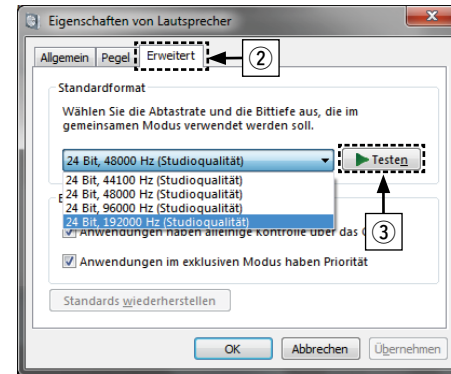 Eigenschaften von Lautsprecher
Allgemein Pegel Erweitert ②
Standardformat
Wählen Sie die Abtastrate und die Bittiefe aus, die im
gemeinsamen Modus verwendet werden soll.
24 Bit, 48000 Hz (Studioqualität) Testen
24 Bit, 44100 Hz (Studioqualität)
24 Bit, 48000 Hz (Studioqualität)
24 Bit, 96000 Hz (Studioqualität)
24 Bit, 192000 Hz (Studioqualität)
③
Anwendungen haben alleinige Kontrolle über das
Anwendungen im exklusiven Modus haben Priorität
Standards wiederherstellen
OK Abbrechen Übernehmen